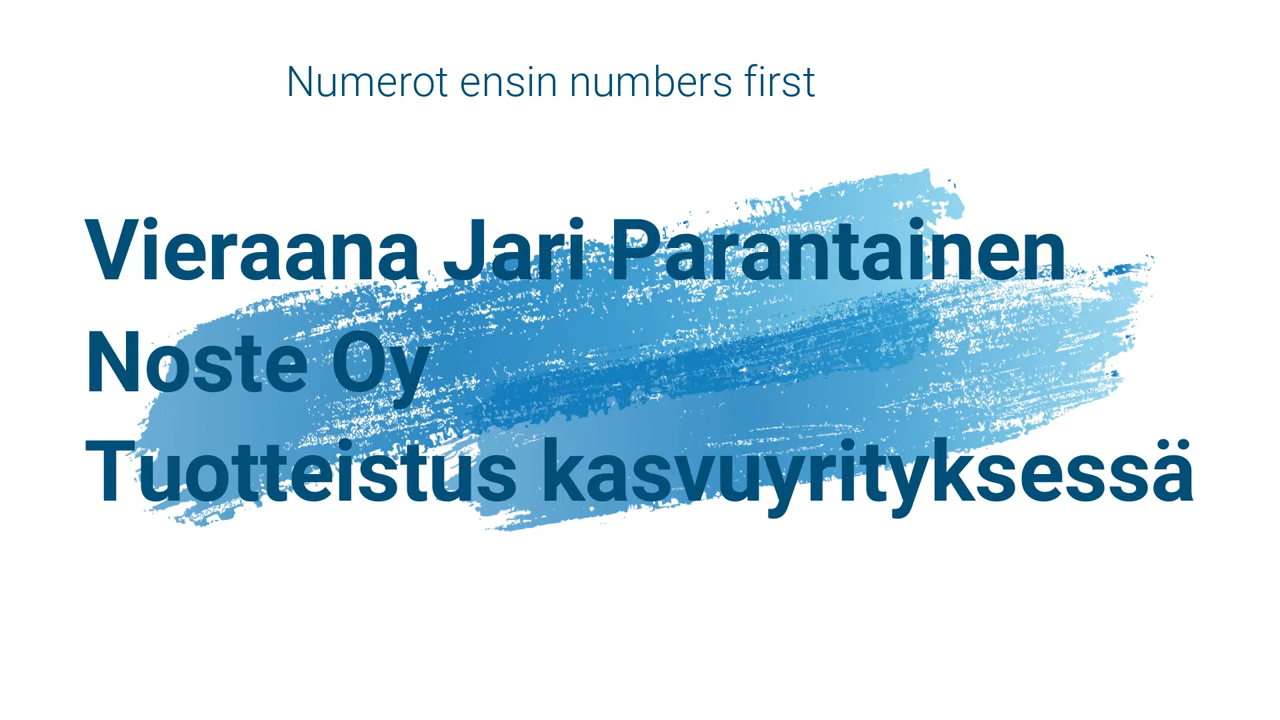 Numerot ensin numbers first
Vieraana Jari Parantainen
Noste Oy
Tuotteistus kasvuyrityksessä